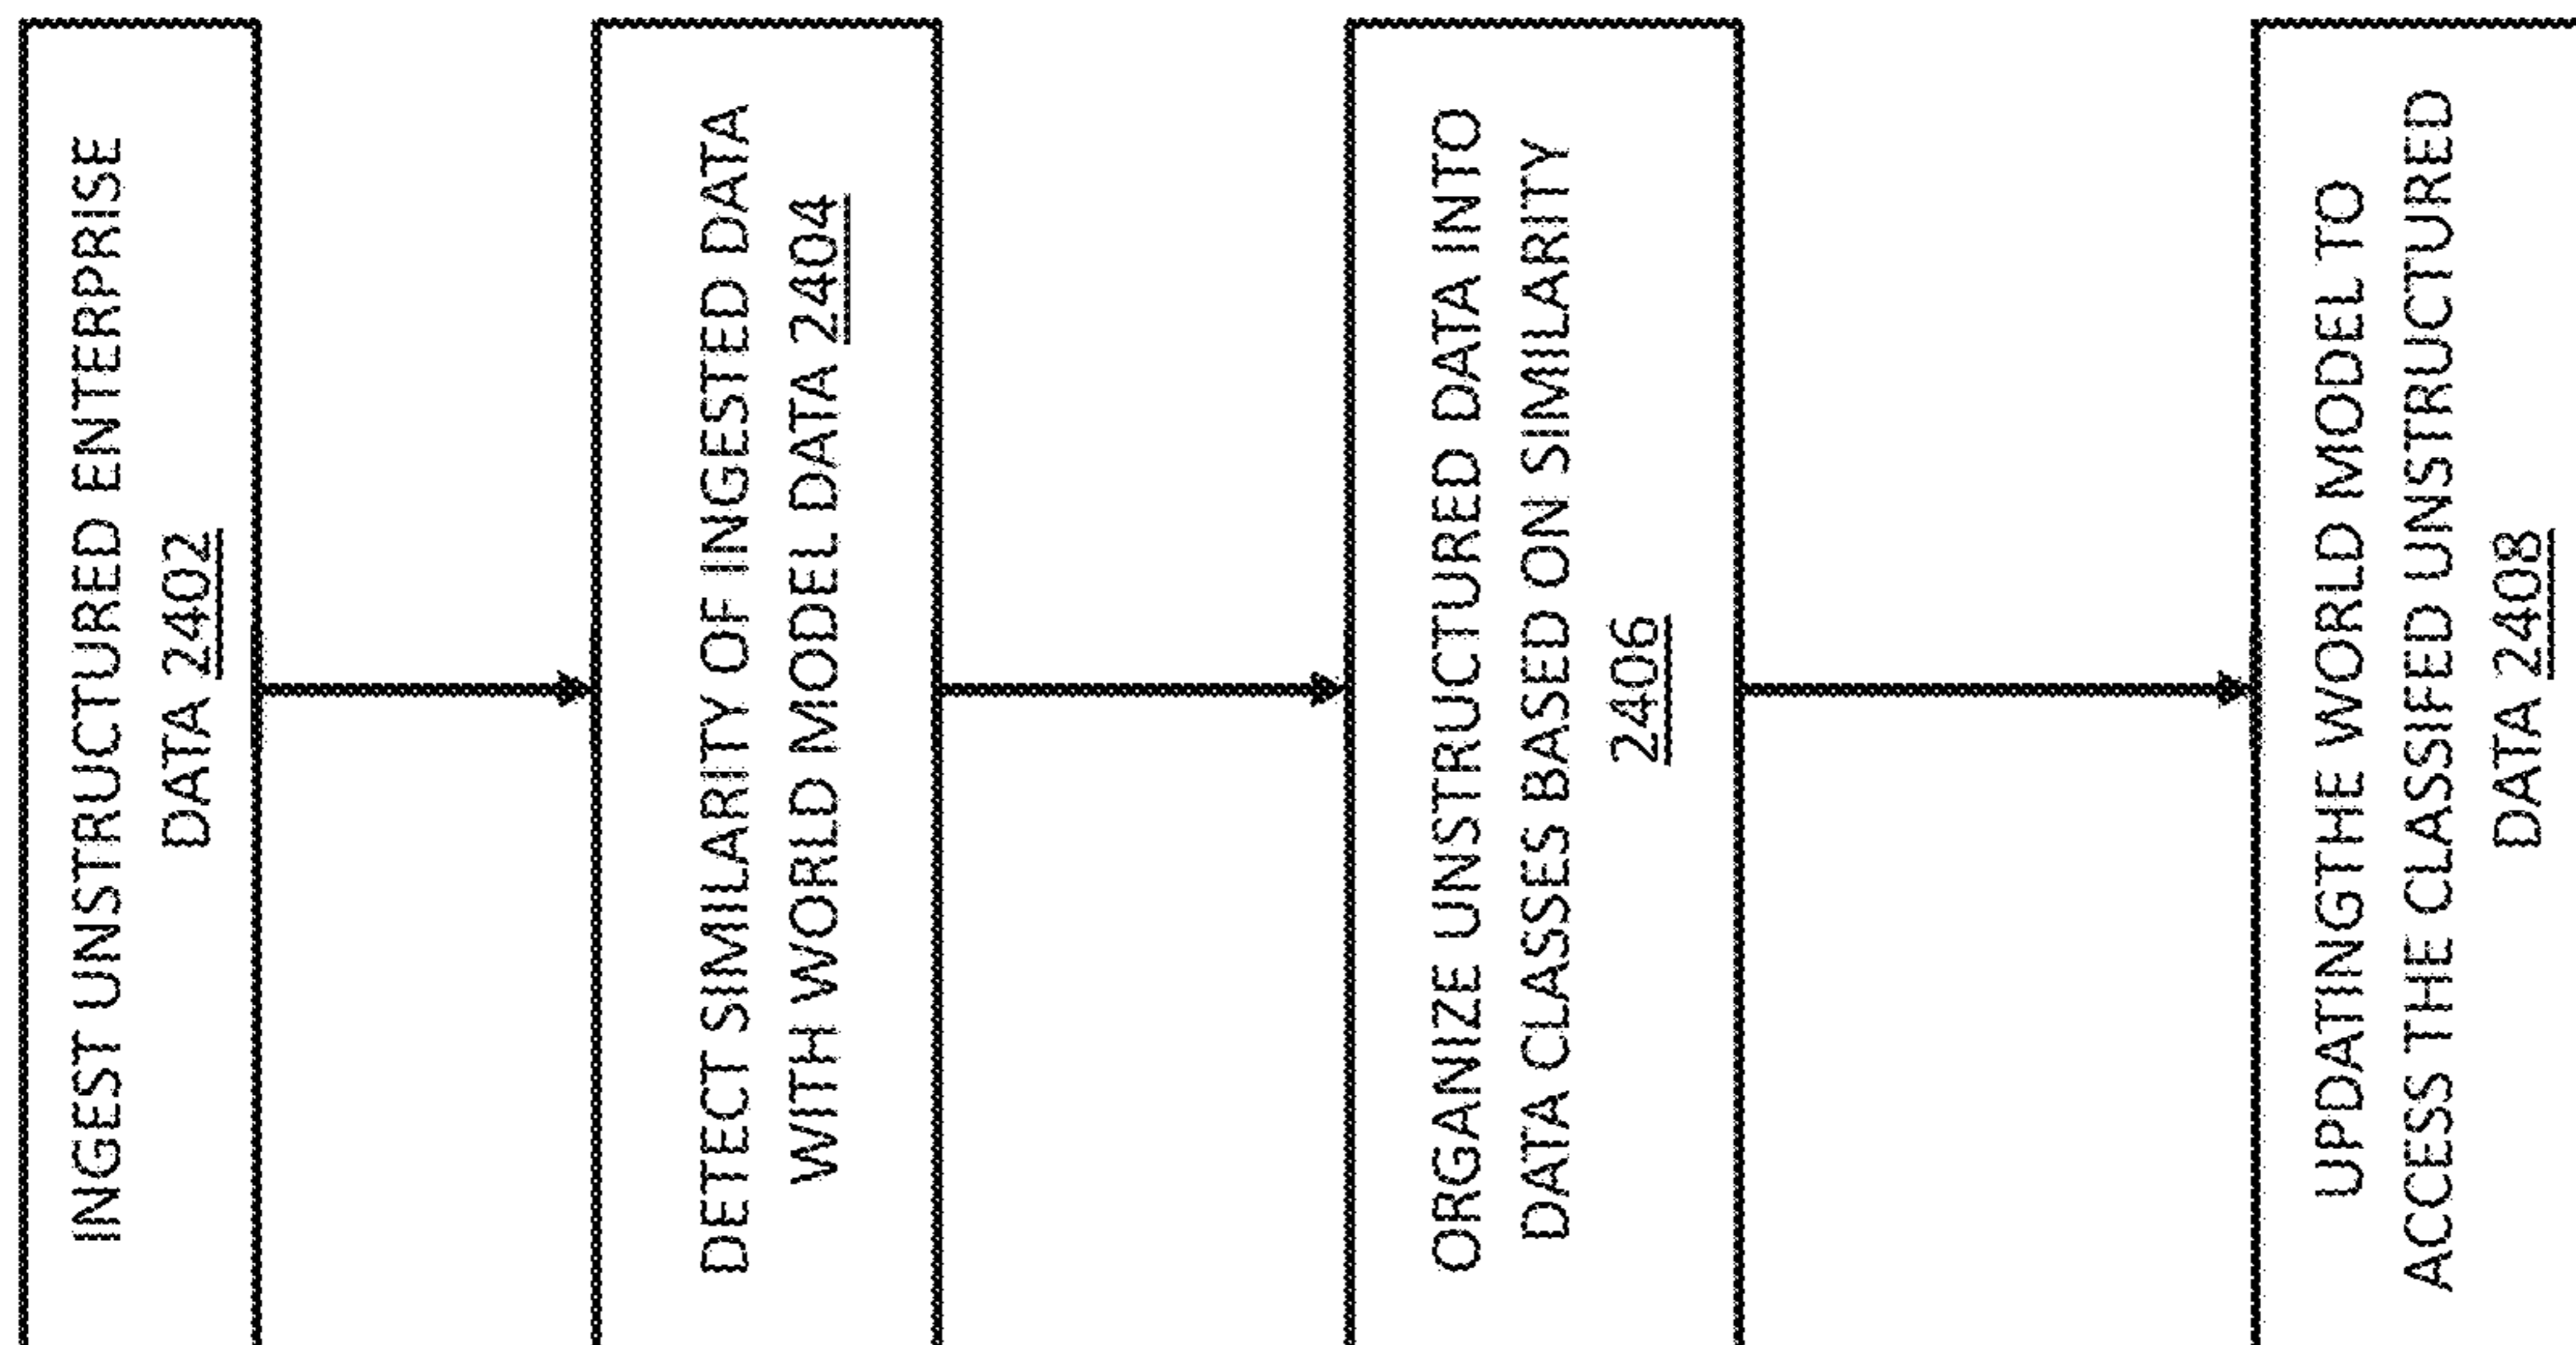 INGEST UNSTRUCTURED ENTERPRISE
DATA 2402
DETECT SIMILARITY OF INGESTED DATA
WITH WORLD MODEL DATA 2404
ORGANIZE UNSTRUCTURED DATA INTO
DATA CLASSES BASED ON SIMILARITY
2406
UPDATINGTHE WORLD MODEL TO
ACCESS THE CLASSIFED UNSTRUCTURED
DATA 2408